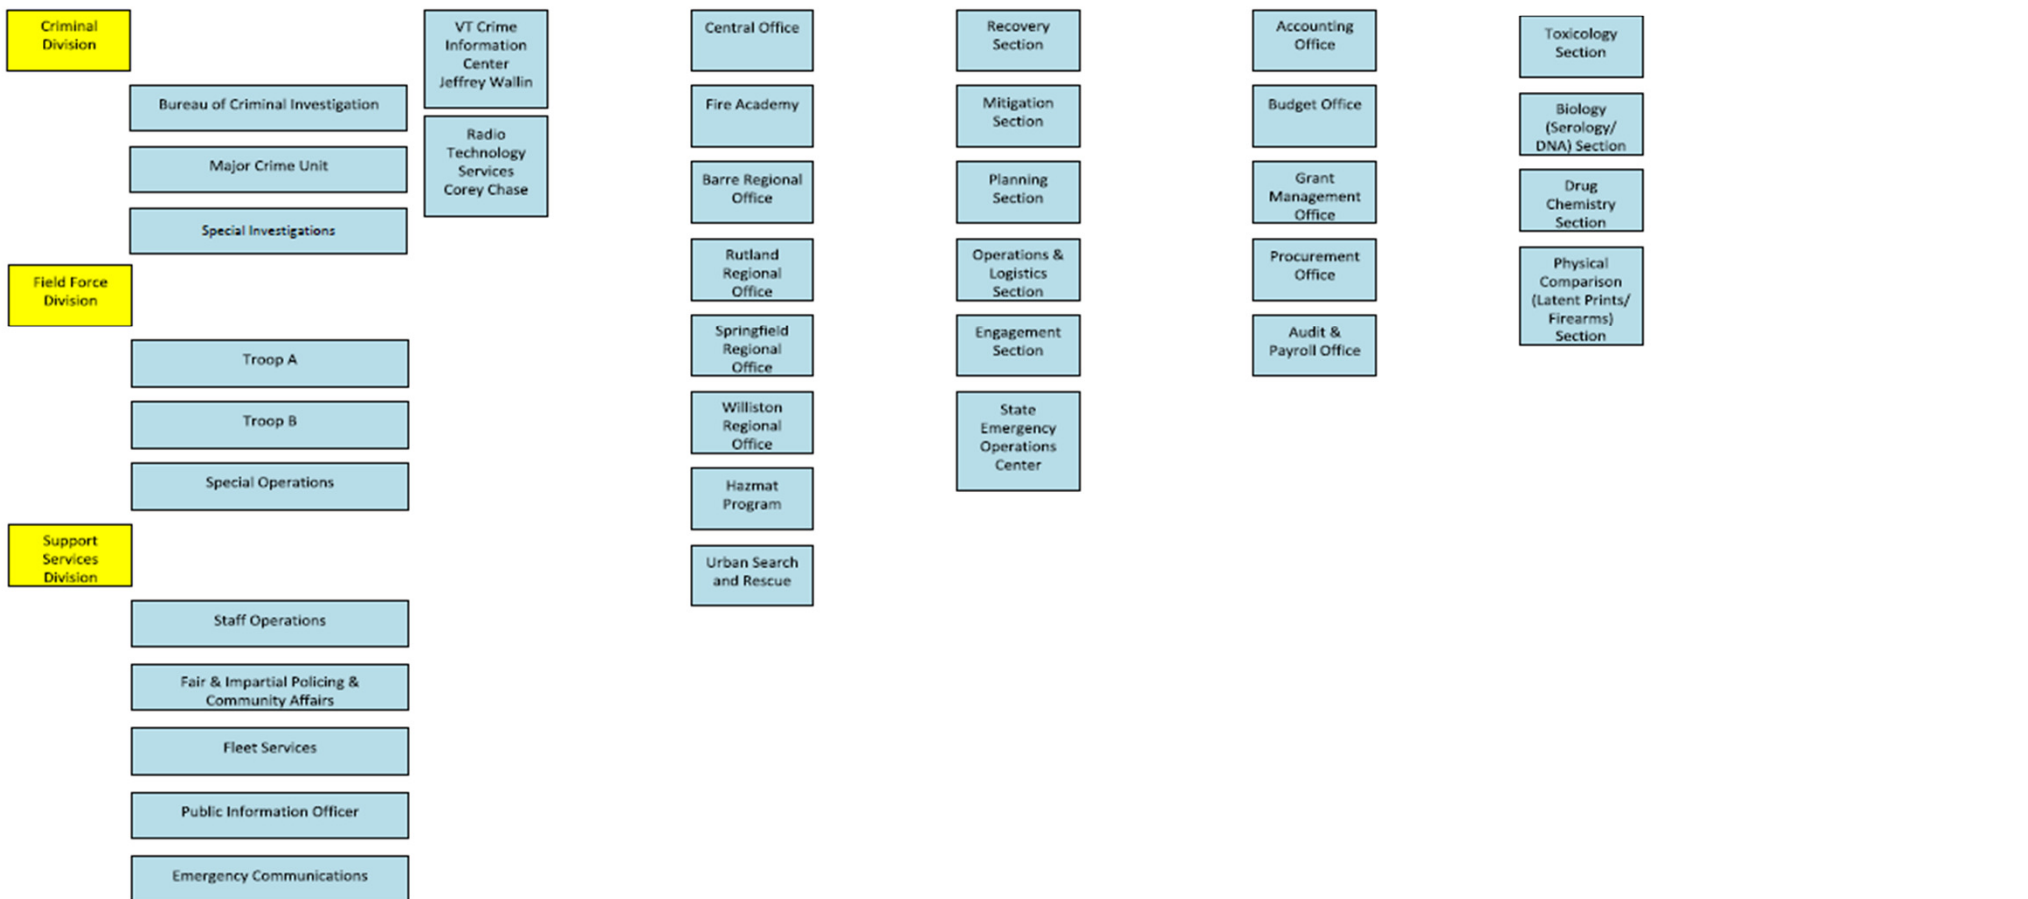 Criminal
Division
Bureau of Criminal Investigation
Major Crime Unit
Special Investigations
Field Force
Division
Troop A
Troop B
Special Operations
Support
Services
Division
Staff Operations
Fair & Impartial Policing &
Community Affairs
Fleet Services
Public Information Officer
Emergency Communications
VT Crime
Information
Center
Jeffrey Wallin
Radio
Technology
Services
Corey Chase
Central Office
Fire Academy
Barre Regional
Office
Rutland
Regional
Office
Springfield
Regional
Office
Williston
Regional
Office
Hazmat
Program
Urban Search
and Rescue
Recovery
Section
Mitigation
Section
Planning
Section
Operations &
Logistics
Section
Engagement
Section
State
Emergency
Operations
Center
Accounting
Office
Budget Office
Grant
Management
Office
Procurement
Office
Audit &
Payroll Office
Toxicology
Section
Biology
(Serology/
DNA) Section
Drug
Chemistry
Section
Physical
Comparison
(Latent Prints/
Firearms)
Section